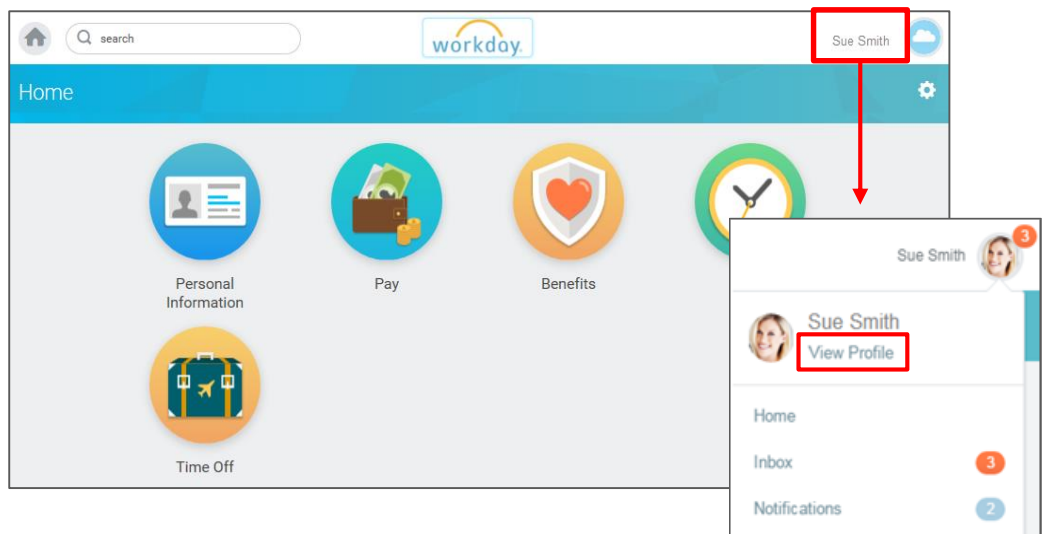 search
workday.
Sue Smith
Home
Personal
Information
Pay
Benefits
Time Off
3
Sue Smith
Sue Smith
View Profile
Home
Inbox
3
Notifications
2